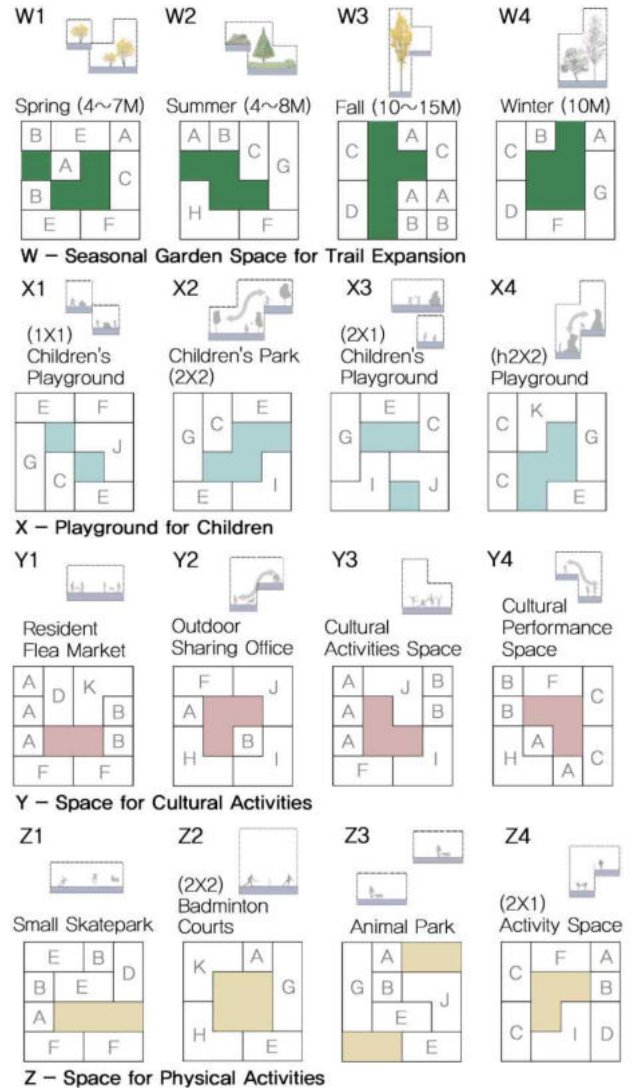 W1 W2 W3 W4
Spring (4~7M) Summer (4~8M) Fall (10~15M) Winter (10M)
B E A A B C G C A C B A
A C C
B D A A D G
E F H F B B F
W – Seasonal Garden Space for Trail Expansion
X1 X2 X3 X4
(1X1) Children's Park (2X1) (h2X2)
Children's (2X2) Children's Playground
Playground Playground
E F E E C K
G J G C G C G
C E I I J C E
E
X – Playground for Children
Y1 Y2 Y3 Y4
Resident Outdoor Cultural Cultural
Flea Market Sharing Office Activities Space Performance
Space
A D K F J A J B B F C
A B A A B B
A B H B I A I H A C
F F F A
Y – Space for Cultural Activities
Z1 Z2 Z3 Z4
(2X2) (2X1)
Small Skatepark Badminton Animal Park Activity Space
Courts
E B D K A G A C F A
B E G B J B
A H E C I D
F F E E
Z – Space for Physical Activities